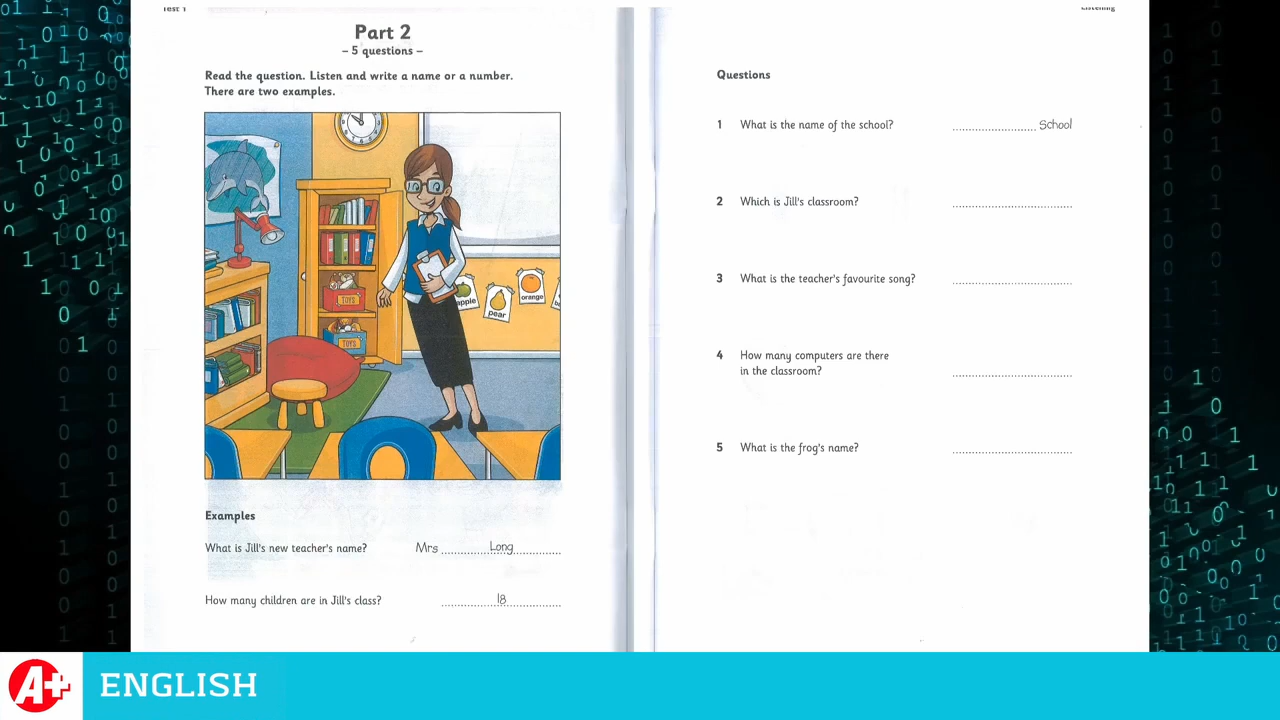 Test 1
Part 2
– 5 questions –
Read the question. Listen and write a name or a number.
There are two examples.
TOYS
TOYS
apple
pear
orange
Examples
What is Jill's new teacher's name? Mrs Long
How many children are in Jill's class? 18
Listening
Questions
1 What is the name of the school? School
2 Which is Jill's classroom?
3 What is the teacher's favourite song?
4 How many computers are there
in the classroom?
5 What is the frog's name?
A+ ENGLISH